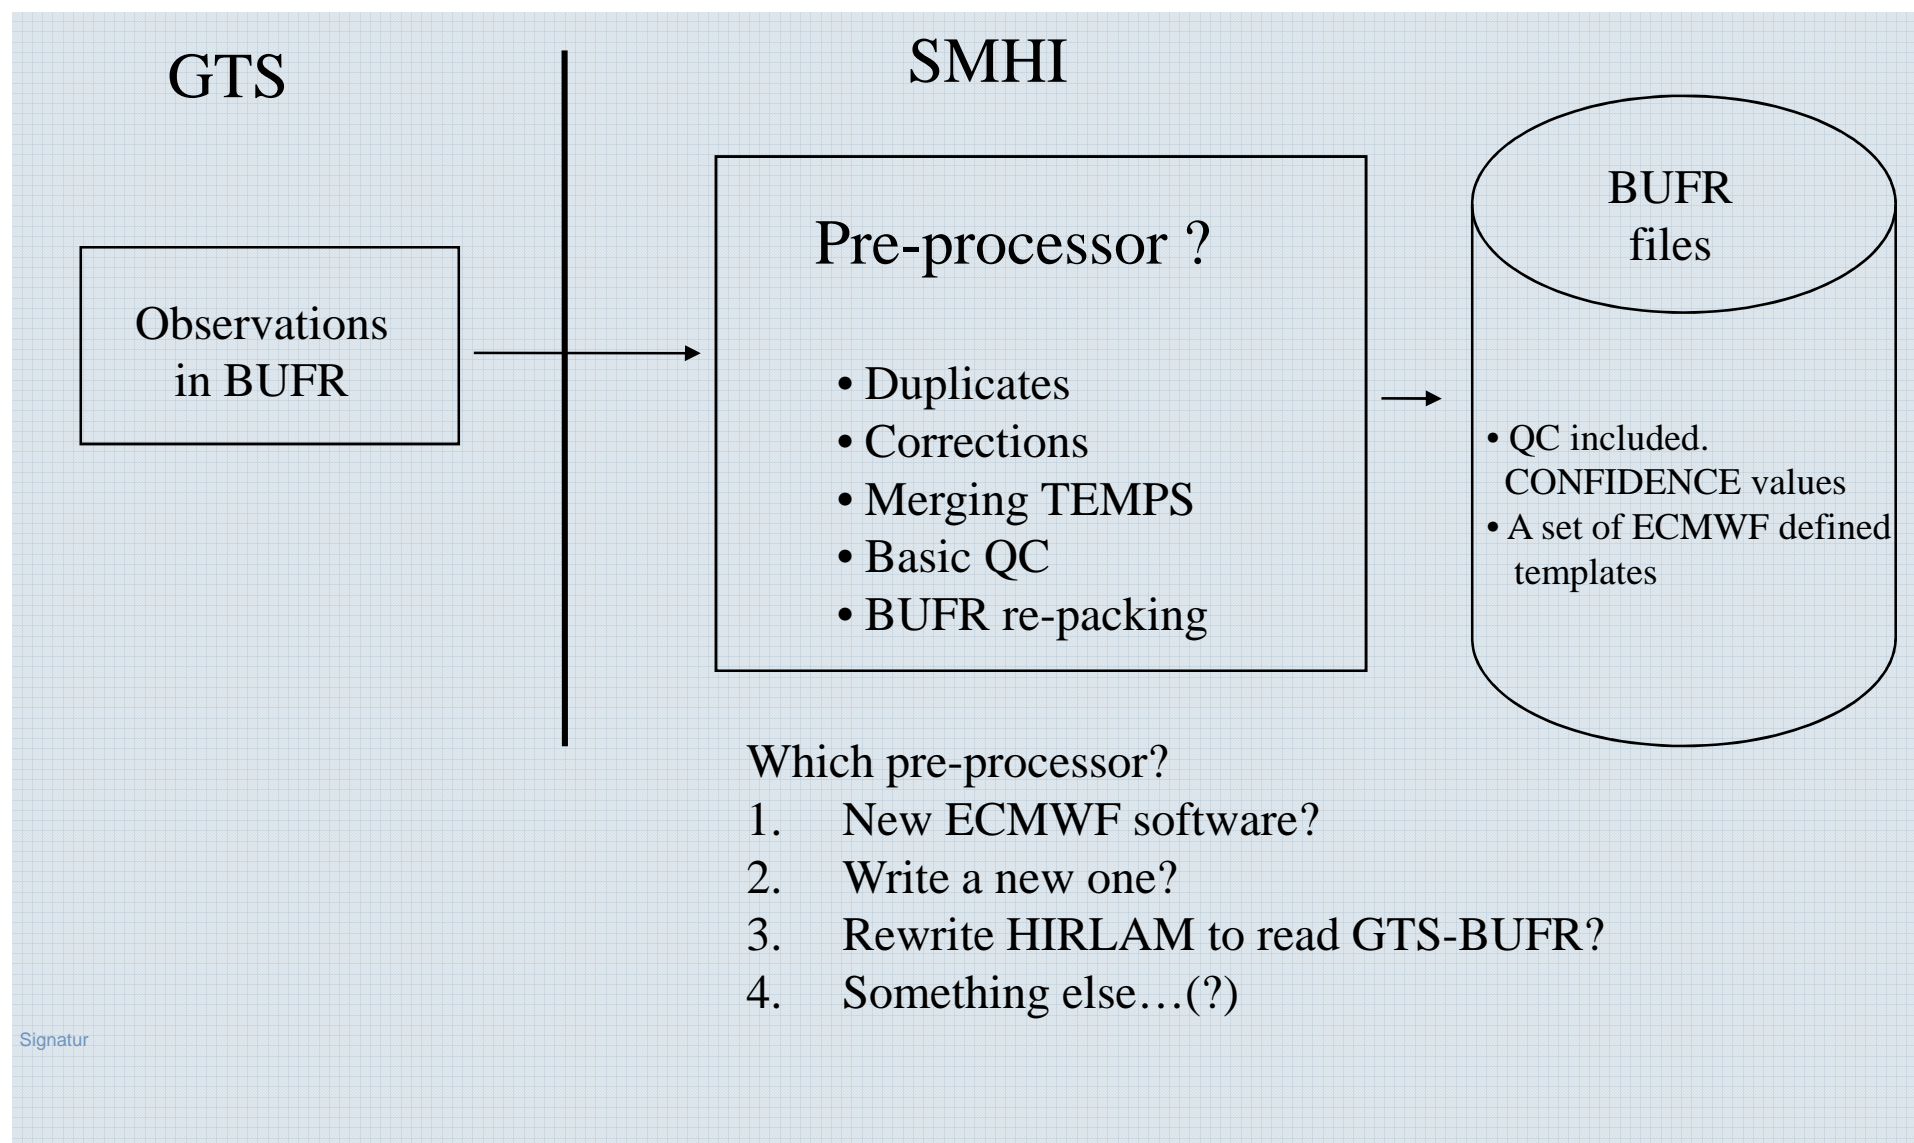 GTS
SMHI
Observations
in BUFR
Pre-processor ?
• Duplicates
• Corrections
• Merging TEMPS
• Basic QC
• BUFR re-packing
BUFR
files
• QC included.
CONFIDENCE values
• A set of ECMWF defined
templates
Which pre-processor?
1. New ECMWF software?
2. Write a new one?
3. Rewrite HIRLAM to read GTS-BUFR?
4. Something else…(?)
Signatur